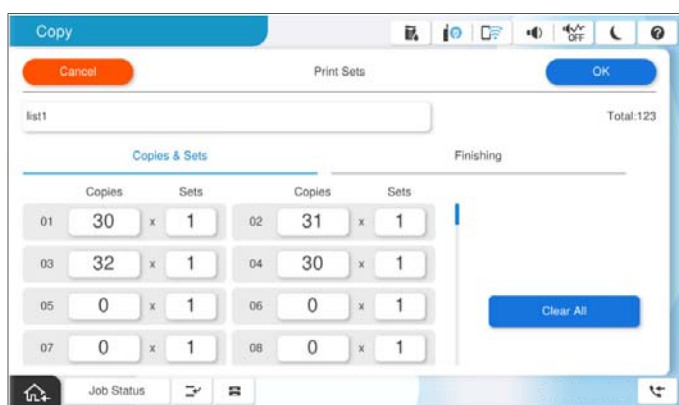 Copy
OFF
Cancel Print Sets OK
list1 Total:123
Copies & Sets Finishing
Copies Sets Copies Sets
01 30 x 1 02 31 x 1
03 32 x 1 04 30 x 1
05 0 x 1 06 0 x 1
Clear All
07 0 x 1 08 0 x 1
Job Status